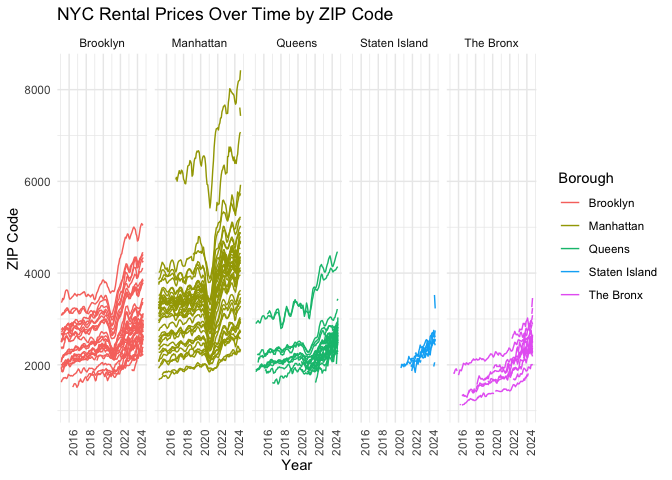 NYC Rental Prices Over Time by ZIP Code
Brooklyn Manhattan Queens Staten Island The Bronx
8000
6000
4000
2000
ZIP Code
2016 2018 2020 2022 2024 2016 2018 2020 2022 2024 2016 2018 2020 2022 2024 2016 2018 2020 2022 2024 2016 2018 2020 2022 2024
Year
Borough
Brooklyn
Manhattan
Queens
Staten Island
The Bronx